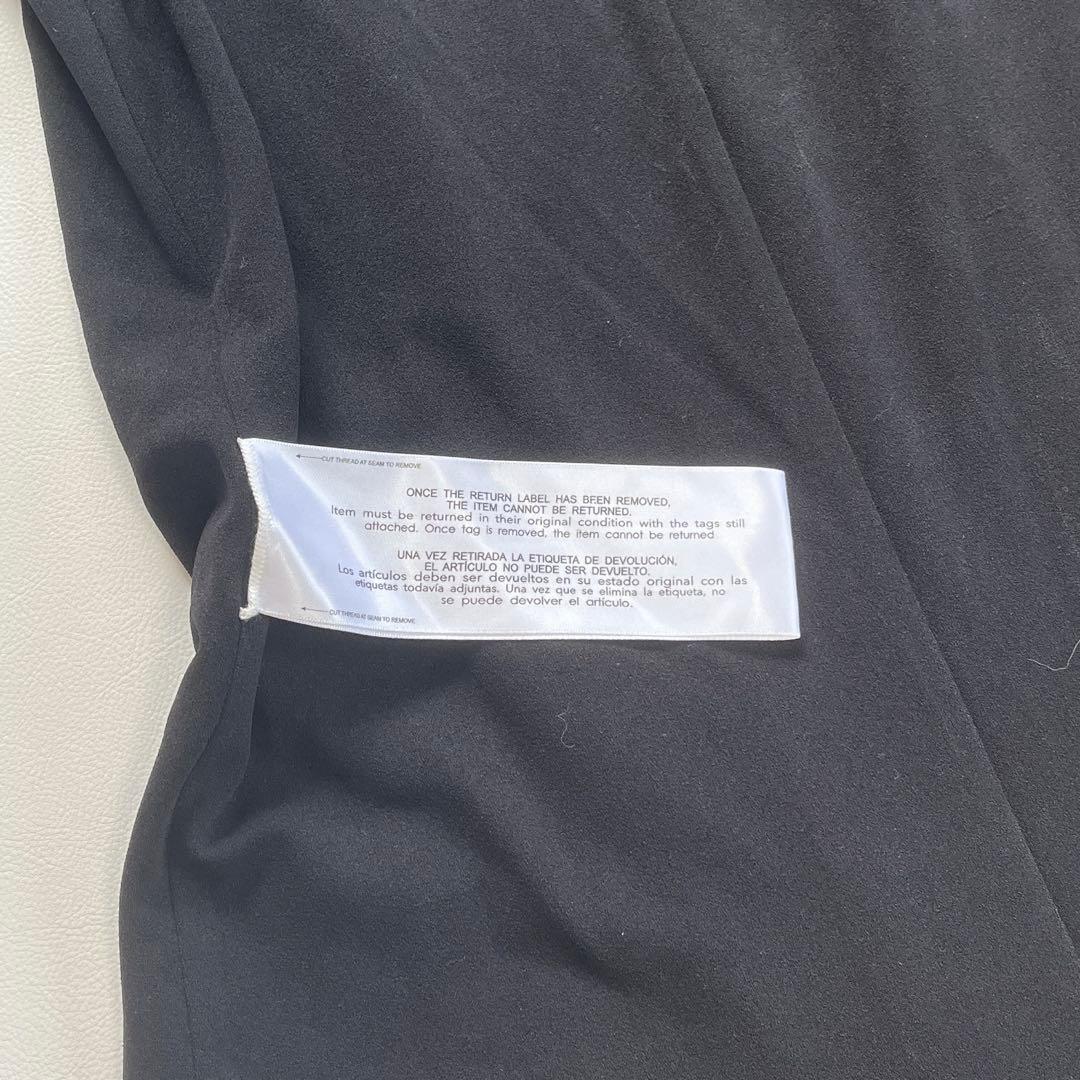 CUT THREAD AT SEAM TO REMOVE
ONCE THE RETURN LABEL HAS BEEN REMOVED,
THE ITEM CANNOT BE RETURNED.
Item must be returned in their original condition with the tags still
attached. Once tag is removed, the item cannot be returned
UNA VEZ RETIRADA LA ETIQUETA DE DEVOLUCIÓN,
EL ARTÍCULO NO PUEDE SER DEVUELTO.
Los artículos deben ser devueltos en su estado original con las
etiquetas todavía adjuntas. Una vez que se elimina la etiqueta, no
se puede devolver el artículo.
CUT THREAD AT SEAM TO REMOVE